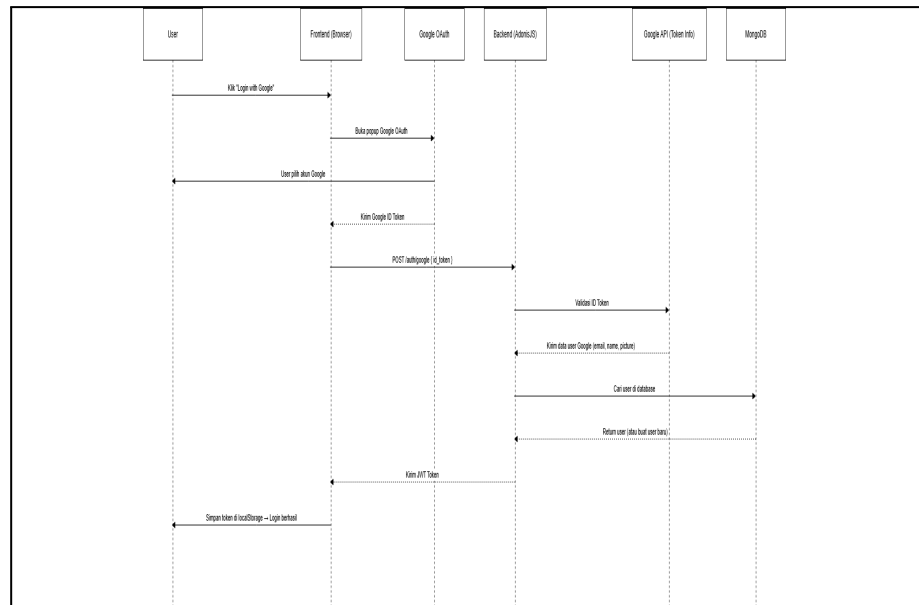 User
Frontend (Browser)
Google OAuth
Backend (AdonisJS)
Google API (Token Info)
MongoDB
Klik "Login with Google"
Buka popup Google OAuth
User pilih akun Google
Kirim Google ID Token
POST /auth/google { id_token }
Validasi ID Token
Kirim data user Google (email, name, picture)
Cari user di database
Return user (atau buat user baru)
Kirim JWT Token
Simpan token di localStorage → Login berhasil